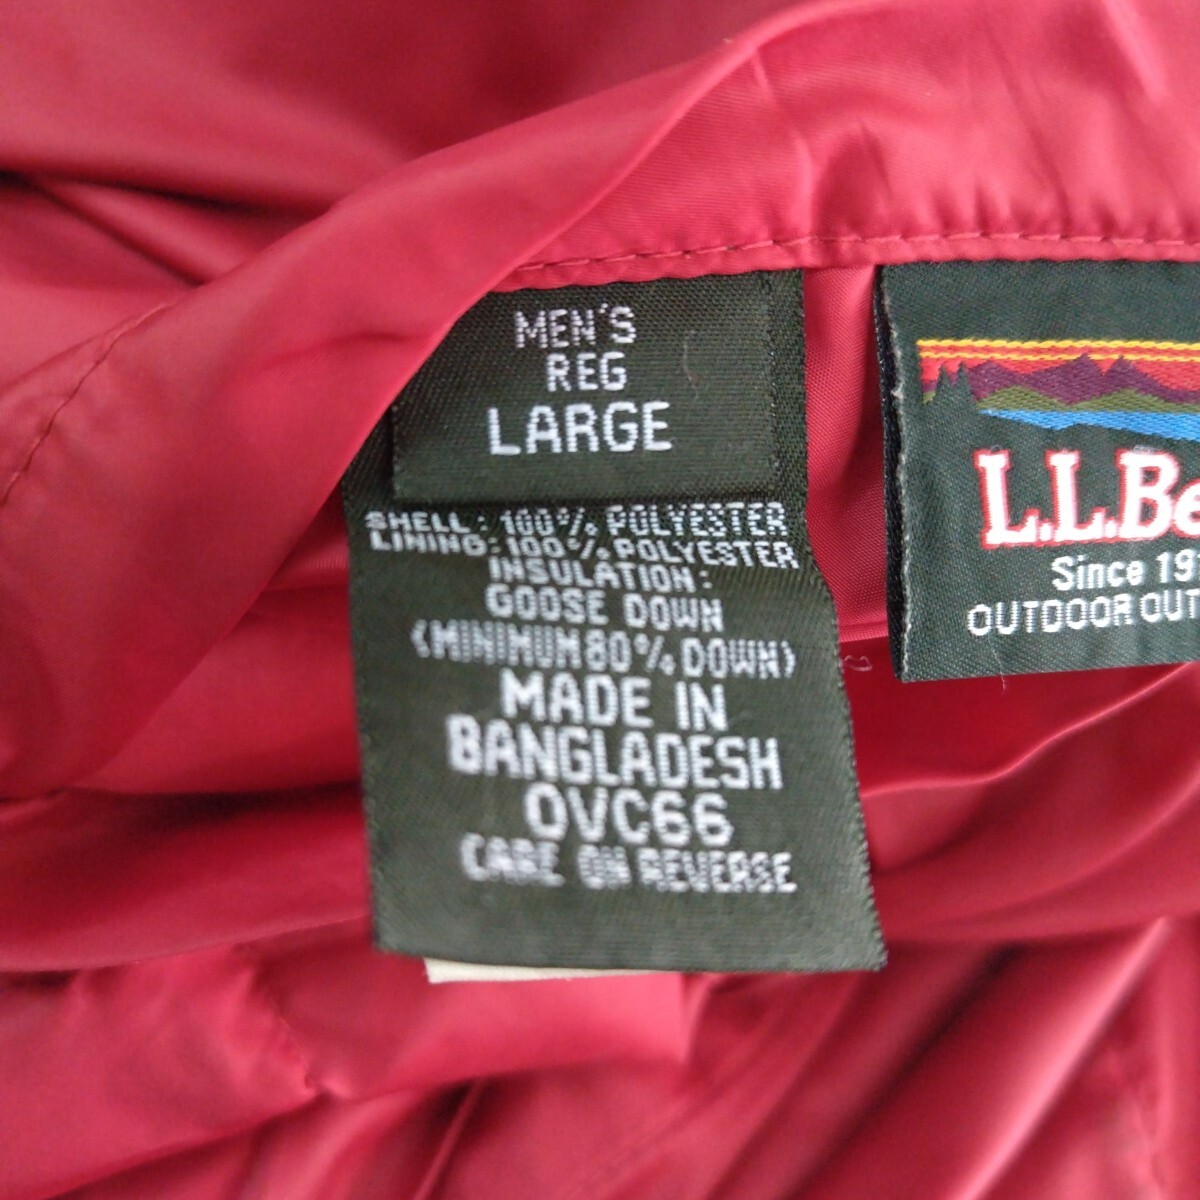 MEN'S
REG
LARGE
SHELL: 100% POLYESTER
LINING: 100% POLYESTER
INSULATION:
GOOSE DOWN
(MINIMUM 80% DOWN)
MADE IN
BANGLADESH
0VC66
CARE ON REVERSE
L.L.Be
Since 19
OUTDOOR OUT